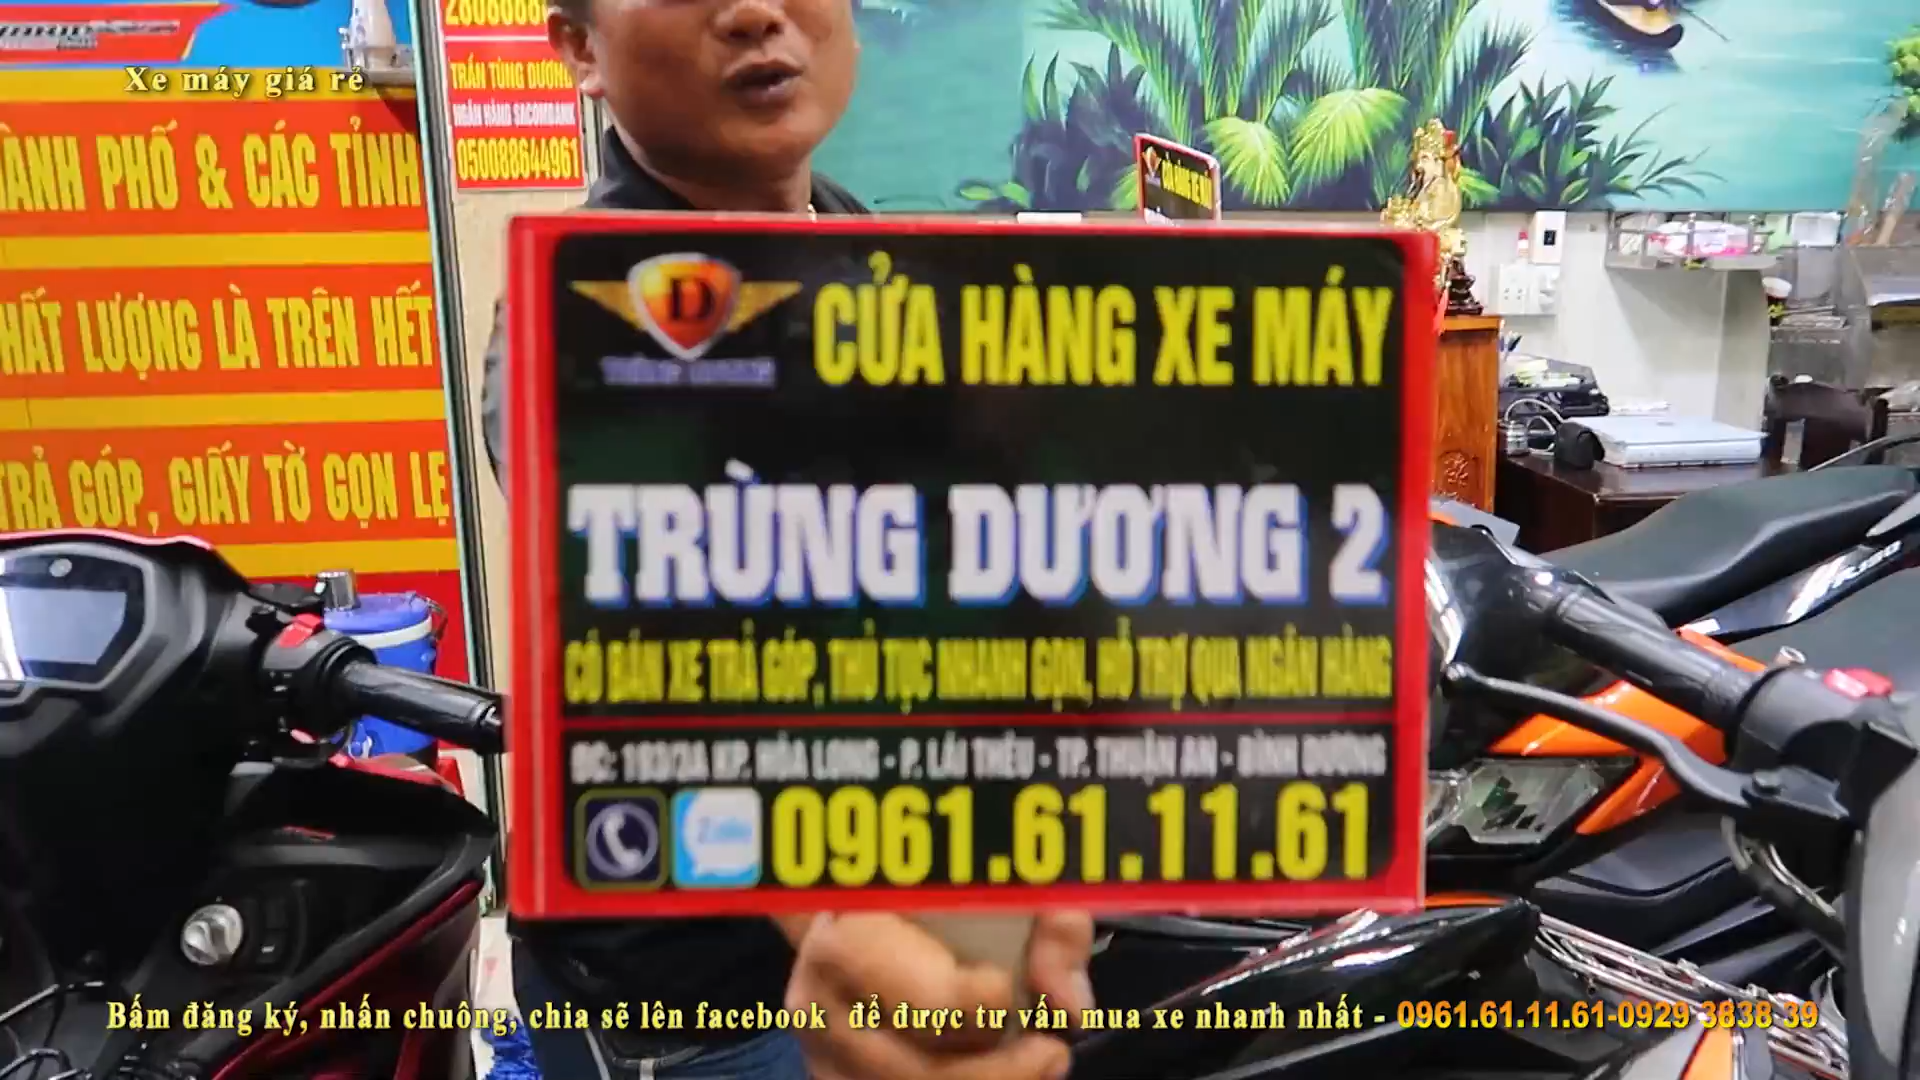 Xe máy giá rẻ
TRẦN TÙNG DƯƠNG
NGÂN HÀNG SACOMBANK
050088644961
PHỐ & CÁC TỈNH
LƯỢNG LÀ TRÊN HẾT
TRẢ GÓP, GIẤY TỜ GỌN LẸ
D
CỬA HÀNG XE MÁY
TRÙNG DƯƠNG 2
CÓ BÁN XE TRẢ GÓP, THỦ TỤC NHANH GỌN, HỖ TRỢ QUA NGÂN HÀNG
ĐC: 193/3A KP. HÒA LONG - P. LÁI THIÊU - TP. THUẬN AN - BÌNH DƯƠNG
Zalo
0961.61.11.61
Bấm đăng ký, nhấn chuông, chia sẽ lên facebook để được tư vấn mua xe nhanh nhất - 0961.61.11.61-0929 3838 39